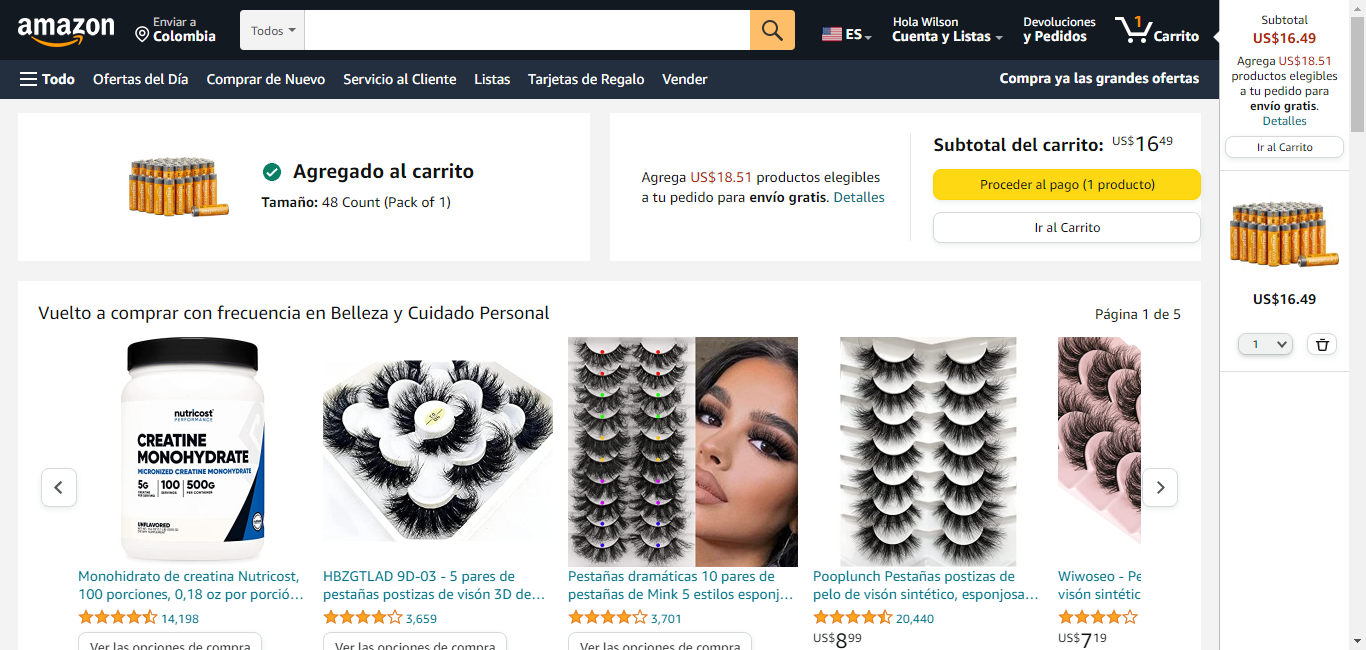 amazon
Enviar a
Colombia
Todos
ES
Hola Wilson
Cuenta y Listas
Devoluciones
y Pedidos
1
Carrito
Todo
Ofertas del Día
Comprar de Nuevo
Servicio al Cliente
Listas
Tarjetas de Regalo
Vender
Compra ya las grandes ofertas
Agregado al carrito
Tamaño: 48 Count (Pack of 1)
Agrega US$18.51 productos elegibles
a tu pedido para envío gratis. Detalles
Subtotal del carrito: US$16 49
Proceder al pago (1 producto)
Ir al Carrito
Vuelto a comprar con frecuencia en Belleza y Cuidado Personal
Página 1 de 5
nutricost
PERFORMANCE
CREATINE
MONOHYDRATE
MICRONIZED CREATINE MONOHYDRATE
5G
100
500G
UNFLAVORED
Monohidrato de creatina Nutricost,
100 porciones, 0,18 oz por porció…
14,198
Ver las opciones de compra
HBZGTLAD 9D-03 - 5 pares de
pestañas postizas de visón 3D de…
3,659
Ver las opciones de compra
Pestañas dramáticas 10 pares de
pestañas de Mink 5 estilos esponj…
3,701
Ver las opciones de compra
Pooplunch Pestañas postizas de
pelo de visón sintético, esponjosa…
20,440
US$8 99
Wiwoseo - Pe
visón sintétic
US$7 19
Subtotal
US$16.49
Agrega US$18.51
productos elegibles
a tu pedido para
envío gratis.
Detalles
Ir al Carrito
US$16.49
1